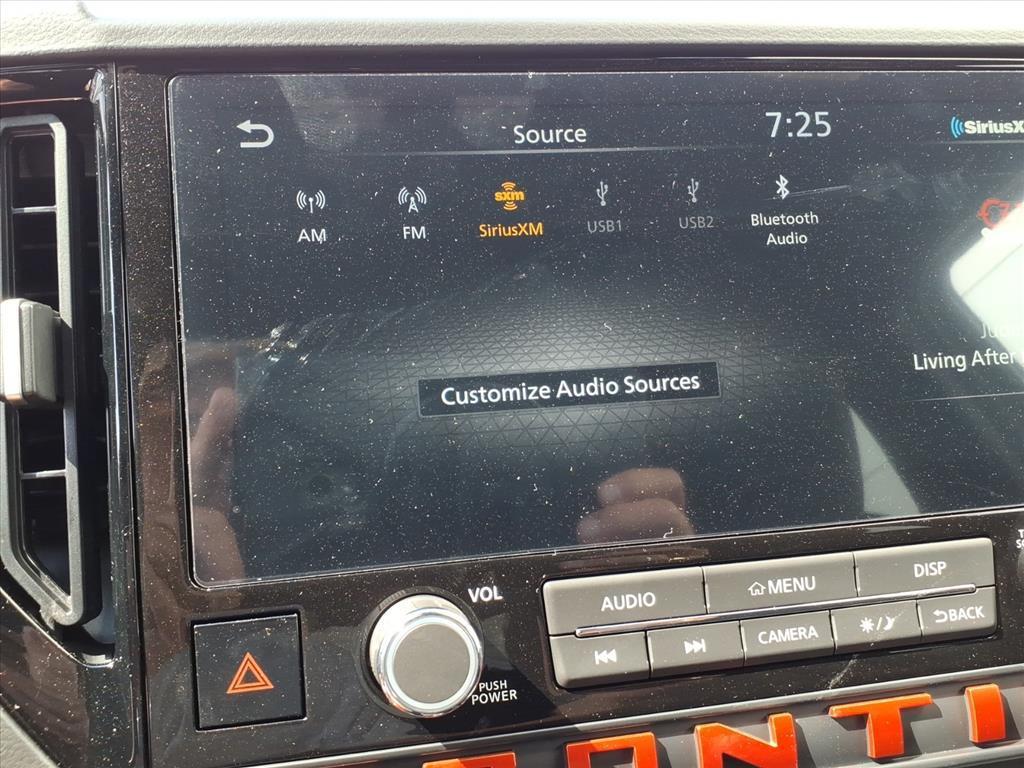 Source
7:25
SiriusX
AM
FM
sxm
SiriusXM
USB1
USB2
Bluetooth
Audio
Living After
Customize Audio Sources
VOL
PUSH
POWER
AUDIO
MENU
DISP
CAMERA
BACK
ONTI